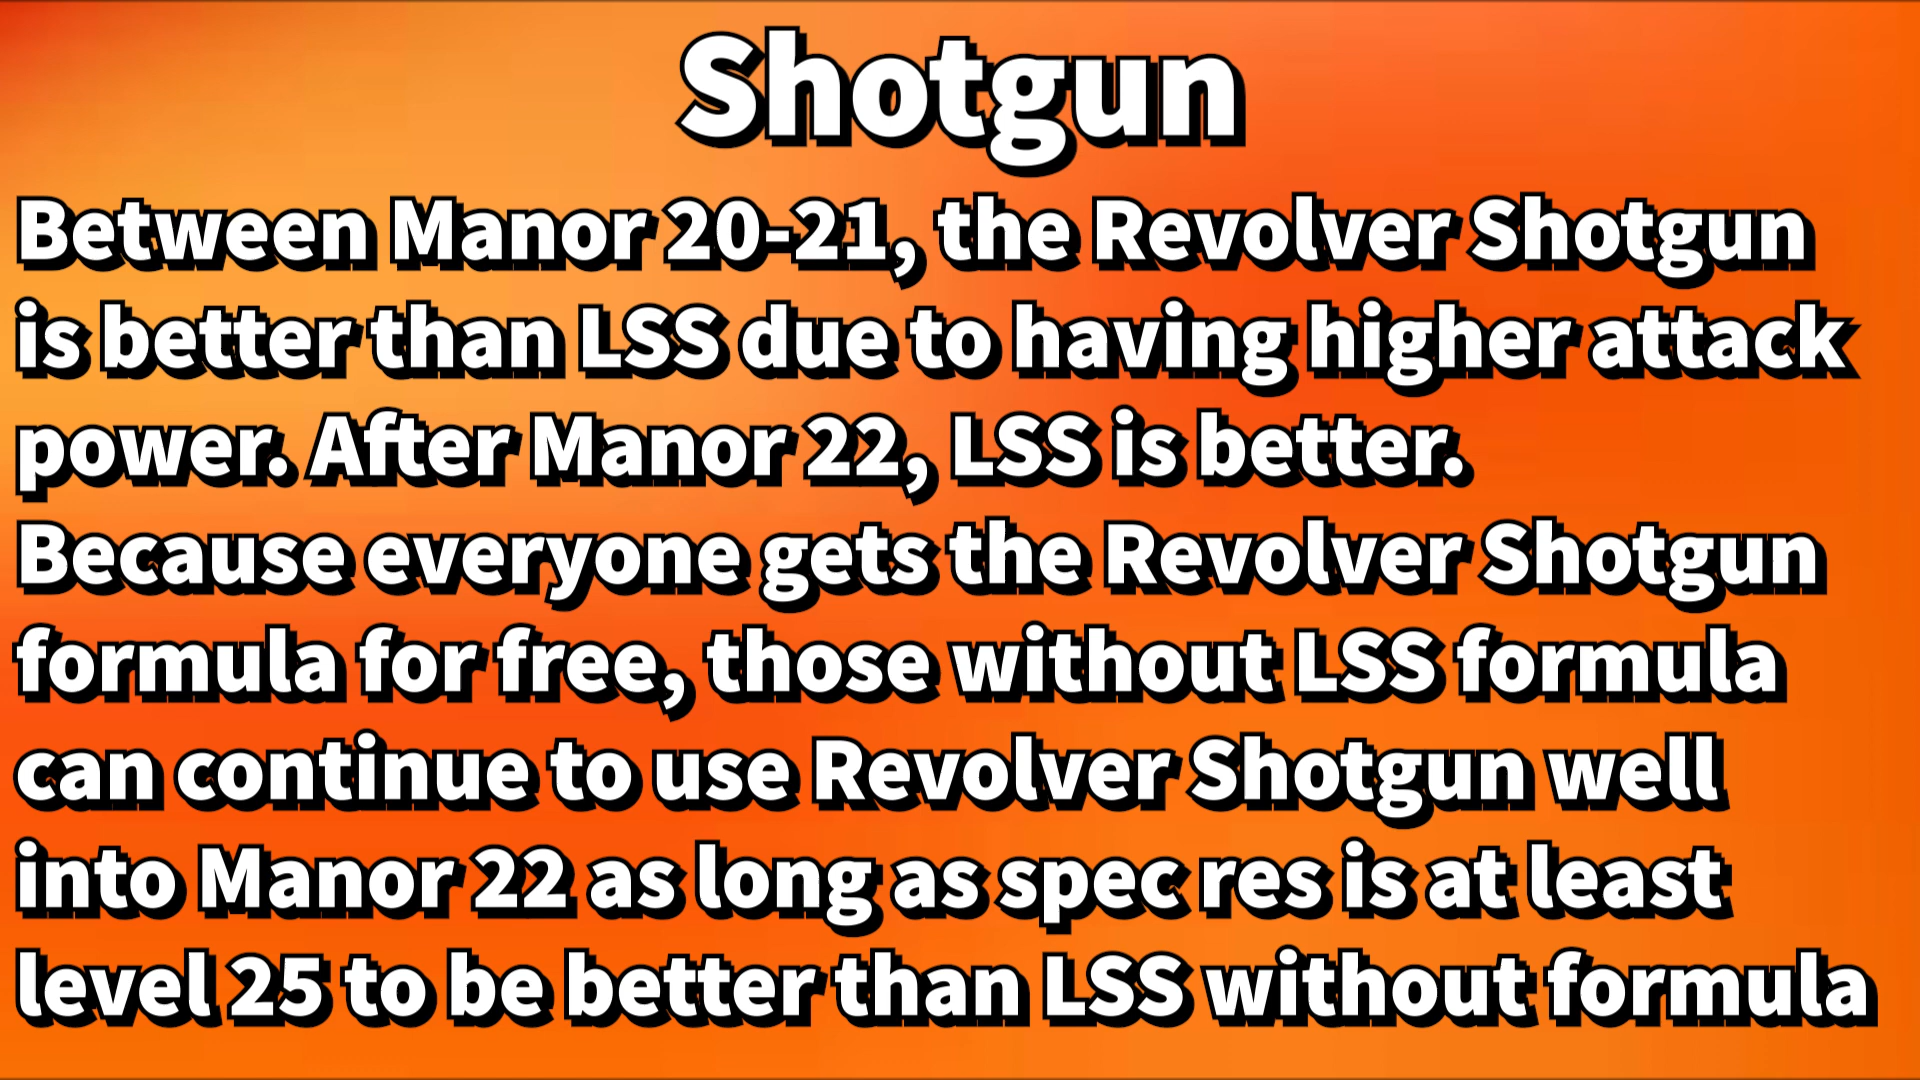 Shotgun
Between Manor 20-21, the Revolver Shotgun
is better than LSS due to having higher attack
power. After Manor 22, LSS is better.
Because everyone gets the Revolver Shotgun
formula for free, those without LSS formula
can continue to use Revolver Shotgun well
into Manor 22 as long as spec res is at least
level 25 to be better than LSS without formula